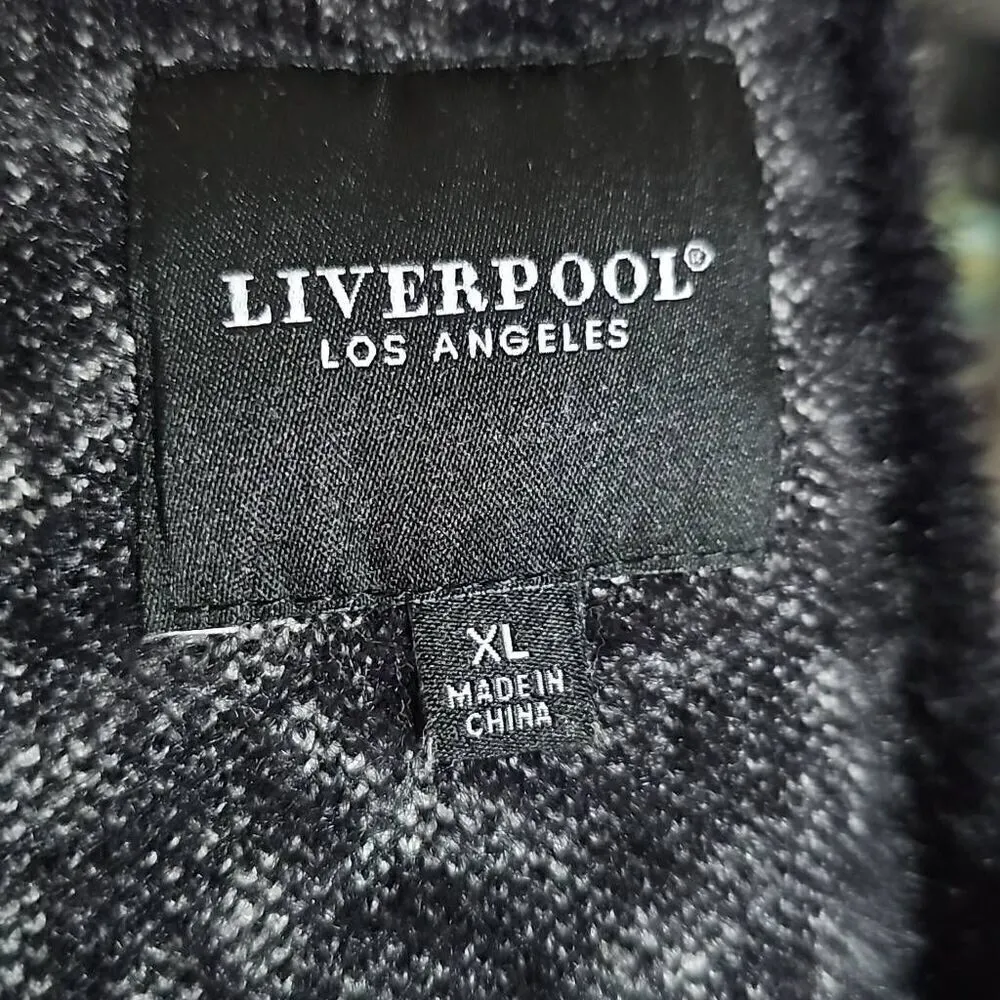 LIVERPOOL®
LOS ANGELES
XL
MADE IN
CHINA